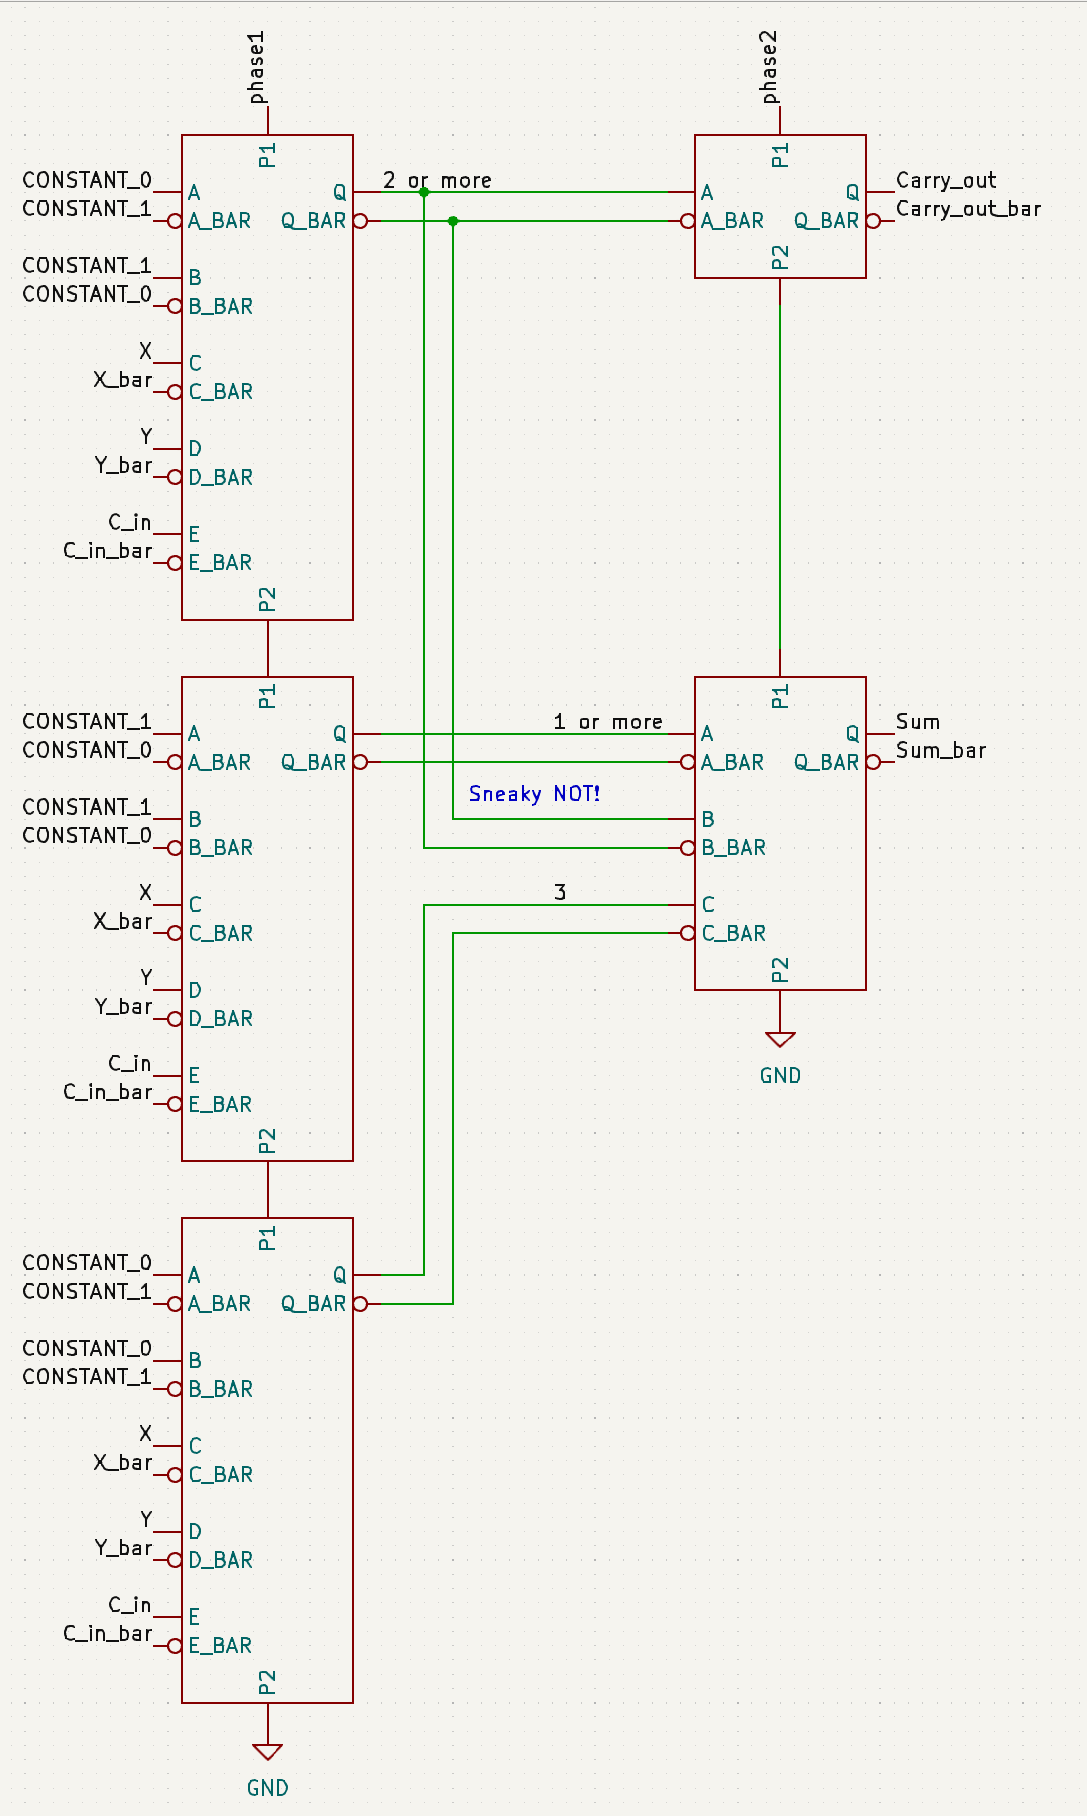 phase1
P1
CONSTANT_0
A
Q
2 or more
CONSTANT_1
A_BAR
Q_BAR
CONSTANT_1
B
CONSTANT_0
B_BAR
X
C
X_bar
C_BAR
Y
D
Y_bar
D_BAR
C_in
E
C_in_bar
E_BAR
P2
phase2
P1
A
Q
Carry_out
A_BAR
Q_BAR
Carry_out_bar
P2
P1
CONSTANT_1
A
Q
CONSTANT_0
A_BAR
Q_BAR
CONSTANT_1
B
CONSTANT_0
B_BAR
X
C
X_bar
C_BAR
Y
D
Y_bar
D_BAR
C_in
E
C_in_bar
E_BAR
P2
P1
1 or more
A
Q
Sum
A_BAR
Q_BAR
Sum_bar
Sneaky NOT!
B
B_BAR
3
C
C_BAR
P2
GND
P1
CONSTANT_0
A
Q
CONSTANT_1
A_BAR
Q_BAR
CONSTANT_0
B
CONSTANT_1
B_BAR
X
C
X_bar
C_BAR
Y
D
Y_bar
D_BAR
C_in
E
C_in_bar
E_BAR
P2
GND